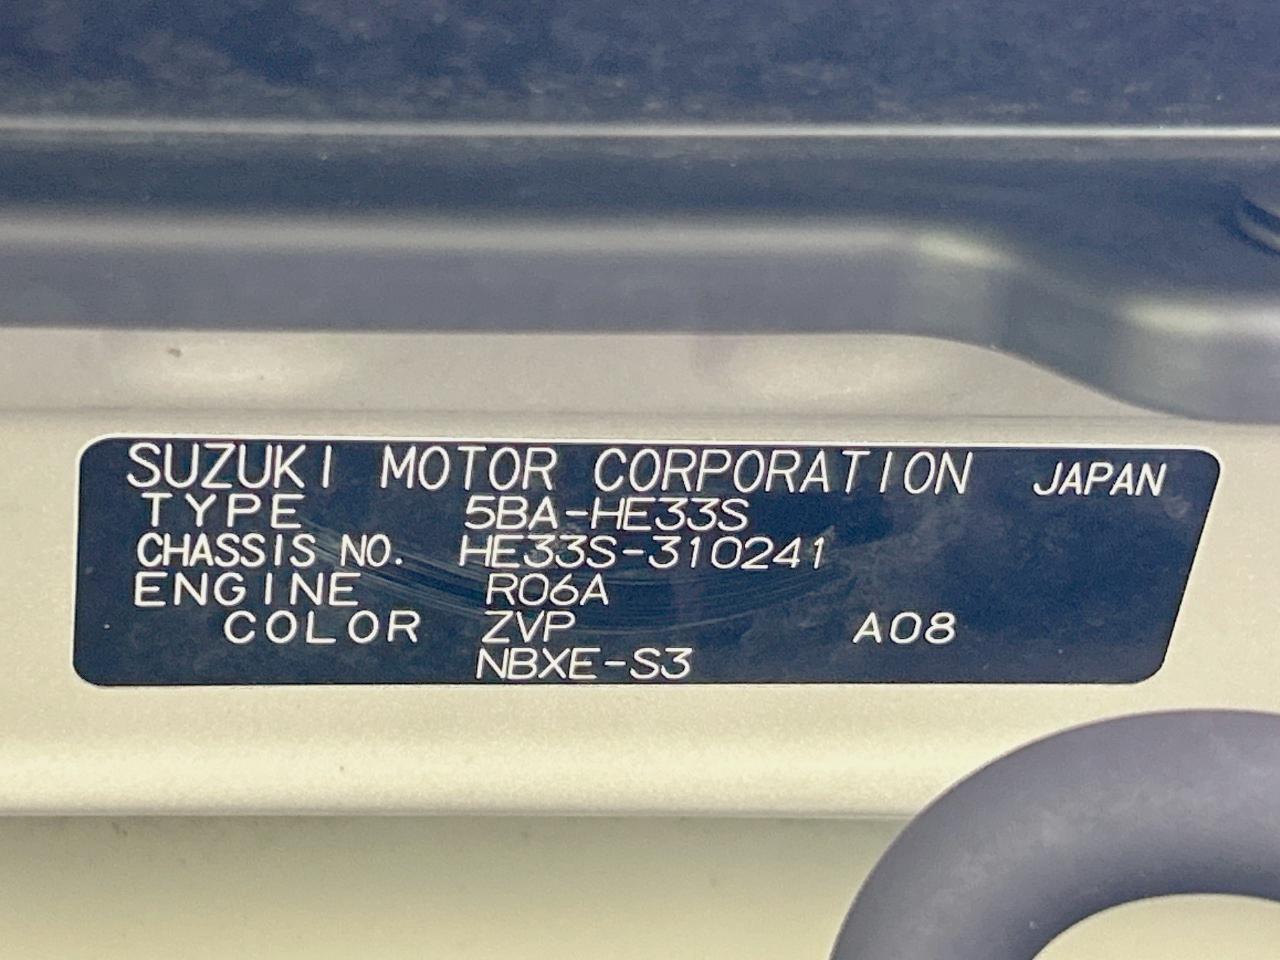 SUZUKI MOTOR CORPORATION JAPAN
TYPE 5BA-HE33S
CHASSIS NO. HE33S-310241
ENGINE R06A
COLOR ZVP A08
NBXE-S3